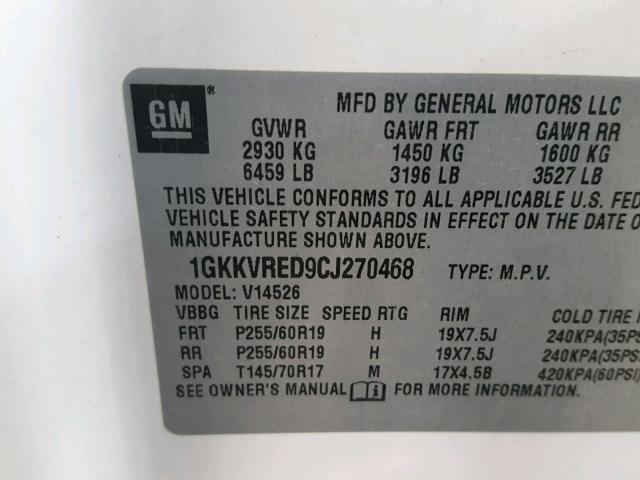 GM ®
MFD BY GENERAL MOTORS LLC
GVWR GAWR FRT GAWR RR
2930 KG 1450 KG 1600 KG
6459 LB 3196 LB 3527 LB
THIS VEHICLE CONFORMS TO ALL APPLICABLE U.S. FED
VEHICLE SAFETY STANDARDS IN EFFECT ON THE DATE O
MANUFACTURE SHOWN ABOVE.
1GKKVRED9CJ270468 TYPE: M.P.V.
MODEL: V14526
VBBG TIRE SIZE SPEED RTG RIM COLD TIRE
FRT P255/60R19 H 19X7.5J 240KPA(35PS
RR P255/60R19 H 19X7.5J 240KPA(35PS
SPA T145/70R17 M 17X4.5B 420KPA(60PSI)
SEE OWNER'S MANUAL i FOR MORE INFORMATION.